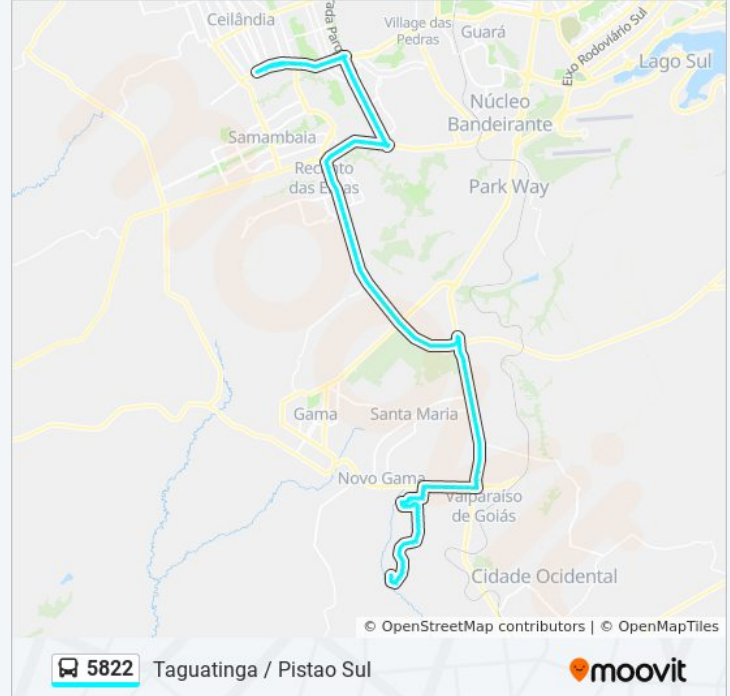 Ceilândia
Village das
Pedras
Guará
Eixo Rodoviário Sul
Lago Sul
Núcleo
Bandeirante
Samambaia
Park Way
Gama
Santa Maria
Novo Gama
Valparaíso
de Goiás
Cidade Ocidental
© OpenStreetMap contributors | © OpenMapTiles
5822 Taguatinga / Pistao Sul
moovit